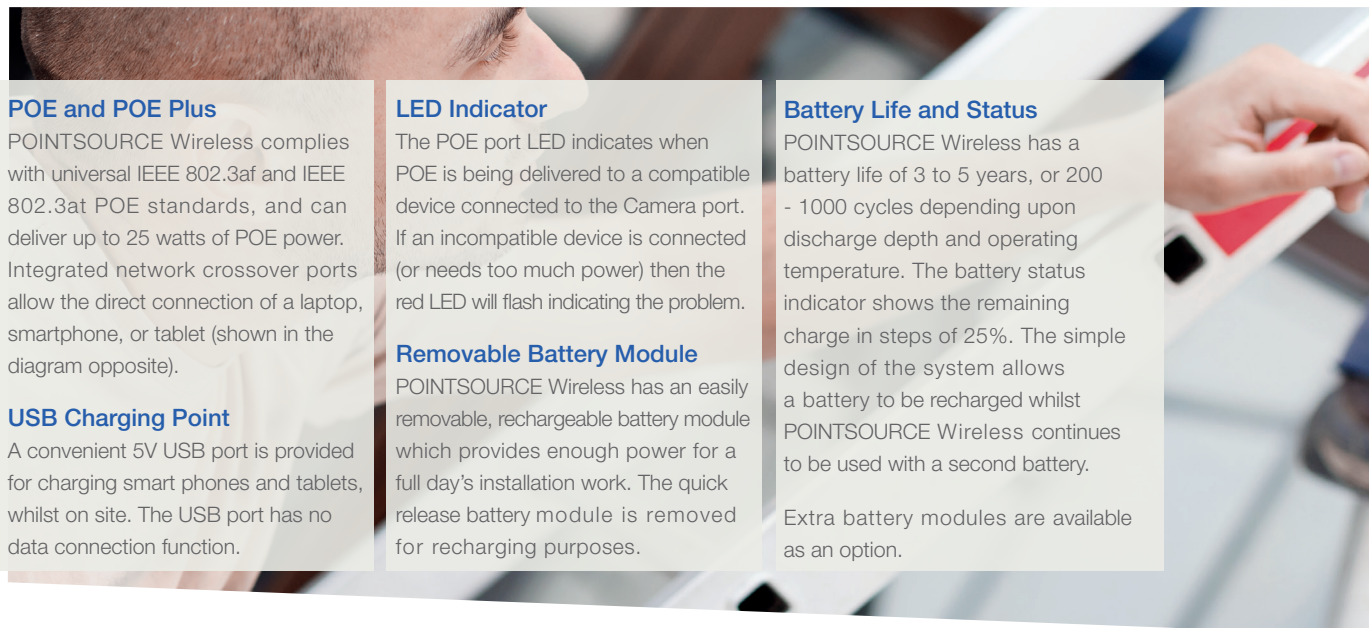 POE and POE Plus
POINTSOURCE Wireless complies
with universal IEEE 802.3af and IEEE
802.3at POE standards, and can
deliver up to 25 watts of POE power.
Integrated network crossover ports
allow the direct connection of a laptop,
smartphone, or tablet (shown in the
diagram opposite).
USB Charging Point
A convenient 5V USB port is provided
for charging smart phones and tablets,
whilst on site. The USB port has no
data connection function.
LED Indicator
The POE port LED indicates when
POE is being delivered to a compatible
device connected to the Camera port.
If an incompatible device is connected
(or needs too much power) then the
red LED will flash indicating the problem.
Removable Battery Module
POINTSOURCE Wireless has an easily
removable, rechargeable battery module
which provides enough power for a
full day's installation work. The quick
release battery module is removed
for recharging purposes.
Battery Life and Status
POINTSOURCE Wireless has a
battery life of 3 to 5 years, or 200
- 1000 cycles depending upon
discharge depth and operating
temperature. The battery status
indicator shows the remaining
charge in steps of 25%. The simple
design of the system allows
a battery to be recharged whilst
POINTSOURCE Wireless continues
to be used with a second battery.
Extra battery modules are available
as an option.